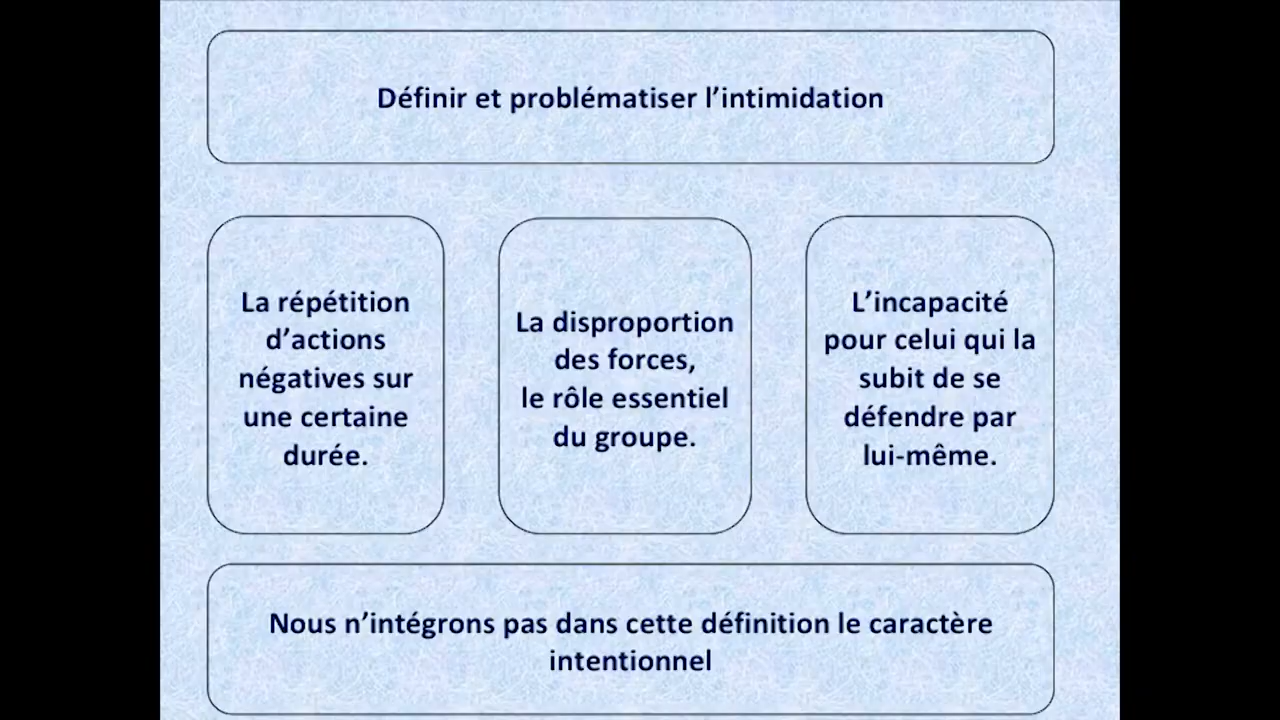 Définir et problématiser l’intimidation
La répétition
d’actions
négatives sur
une certaine
durée.
La disproportion
des forces,
le rôle essentiel
du groupe.
L’incapacité
pour celui qui la
subit de se
défendre par
lui-même.
Nous n’intégrons pas dans cette définition le caractère
intentionnel